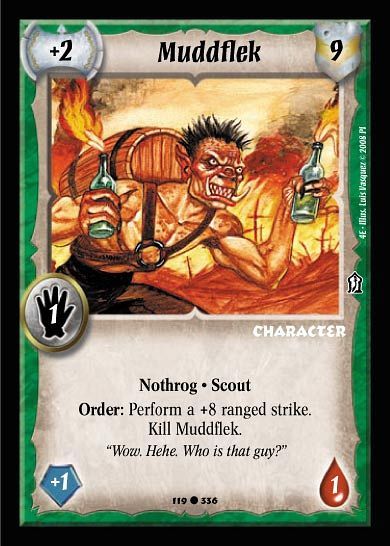 +2
Muddflek
9
4E · Illus. Luis Vasquez © 2008 PI
1
CHARACTER
Nothrog • Scout
Order: Perform a +8 ranged strike.
Kill Muddflek.
“Wow. Hehe. Who is that guy?”
+1
119 ● 336
1